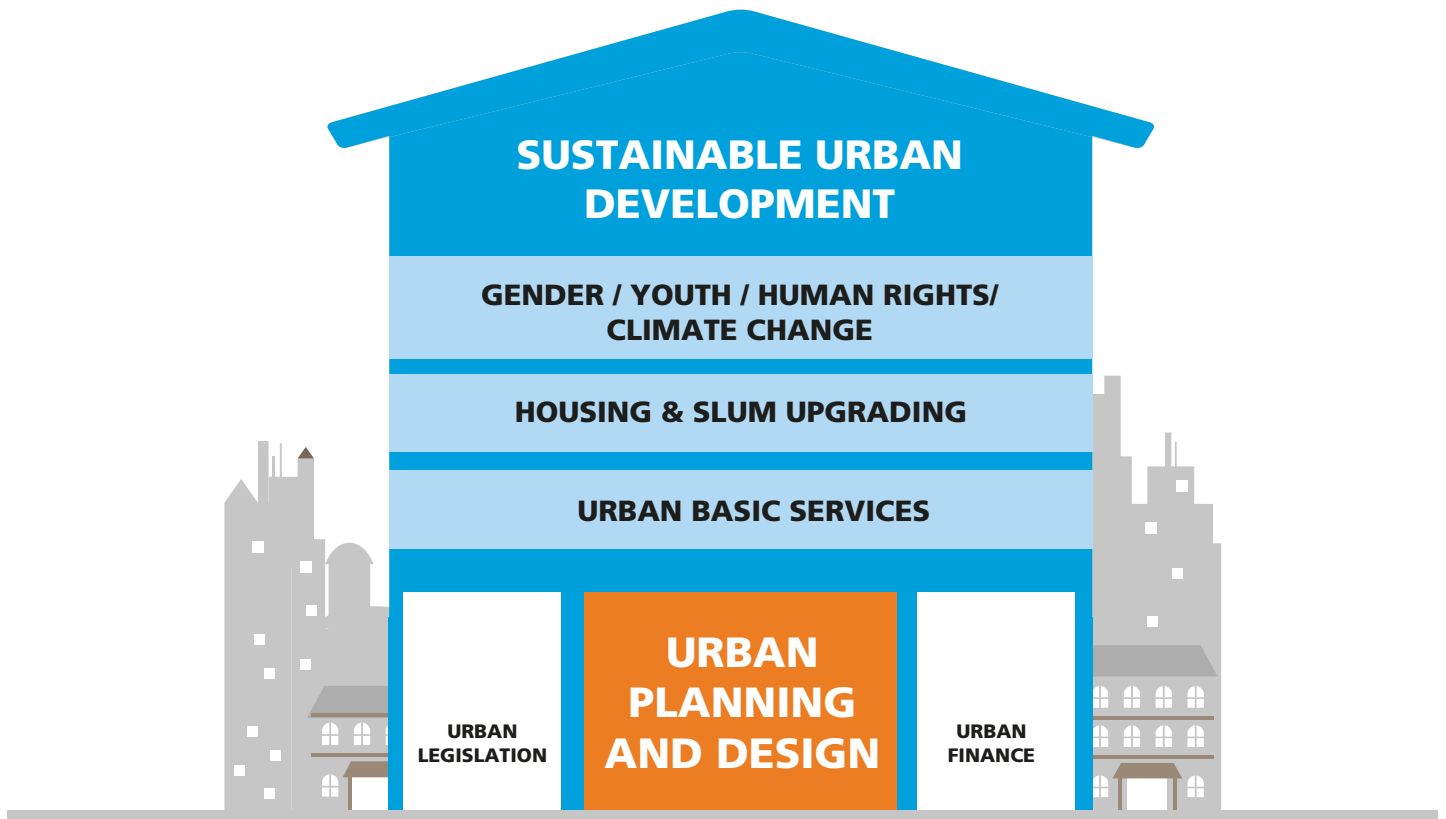 SUSTAINABLE URBAN
DEVELOPMENT
GENDER / YOUTH / HUMAN RIGHTS/
CLIMATE CHANGE
HOUSING & SLUM UPGRADING
URBAN BASIC SERVICES
URBAN
LEGISLATION
URBAN
PLANNING
AND DESIGN
URBAN
FINANCE